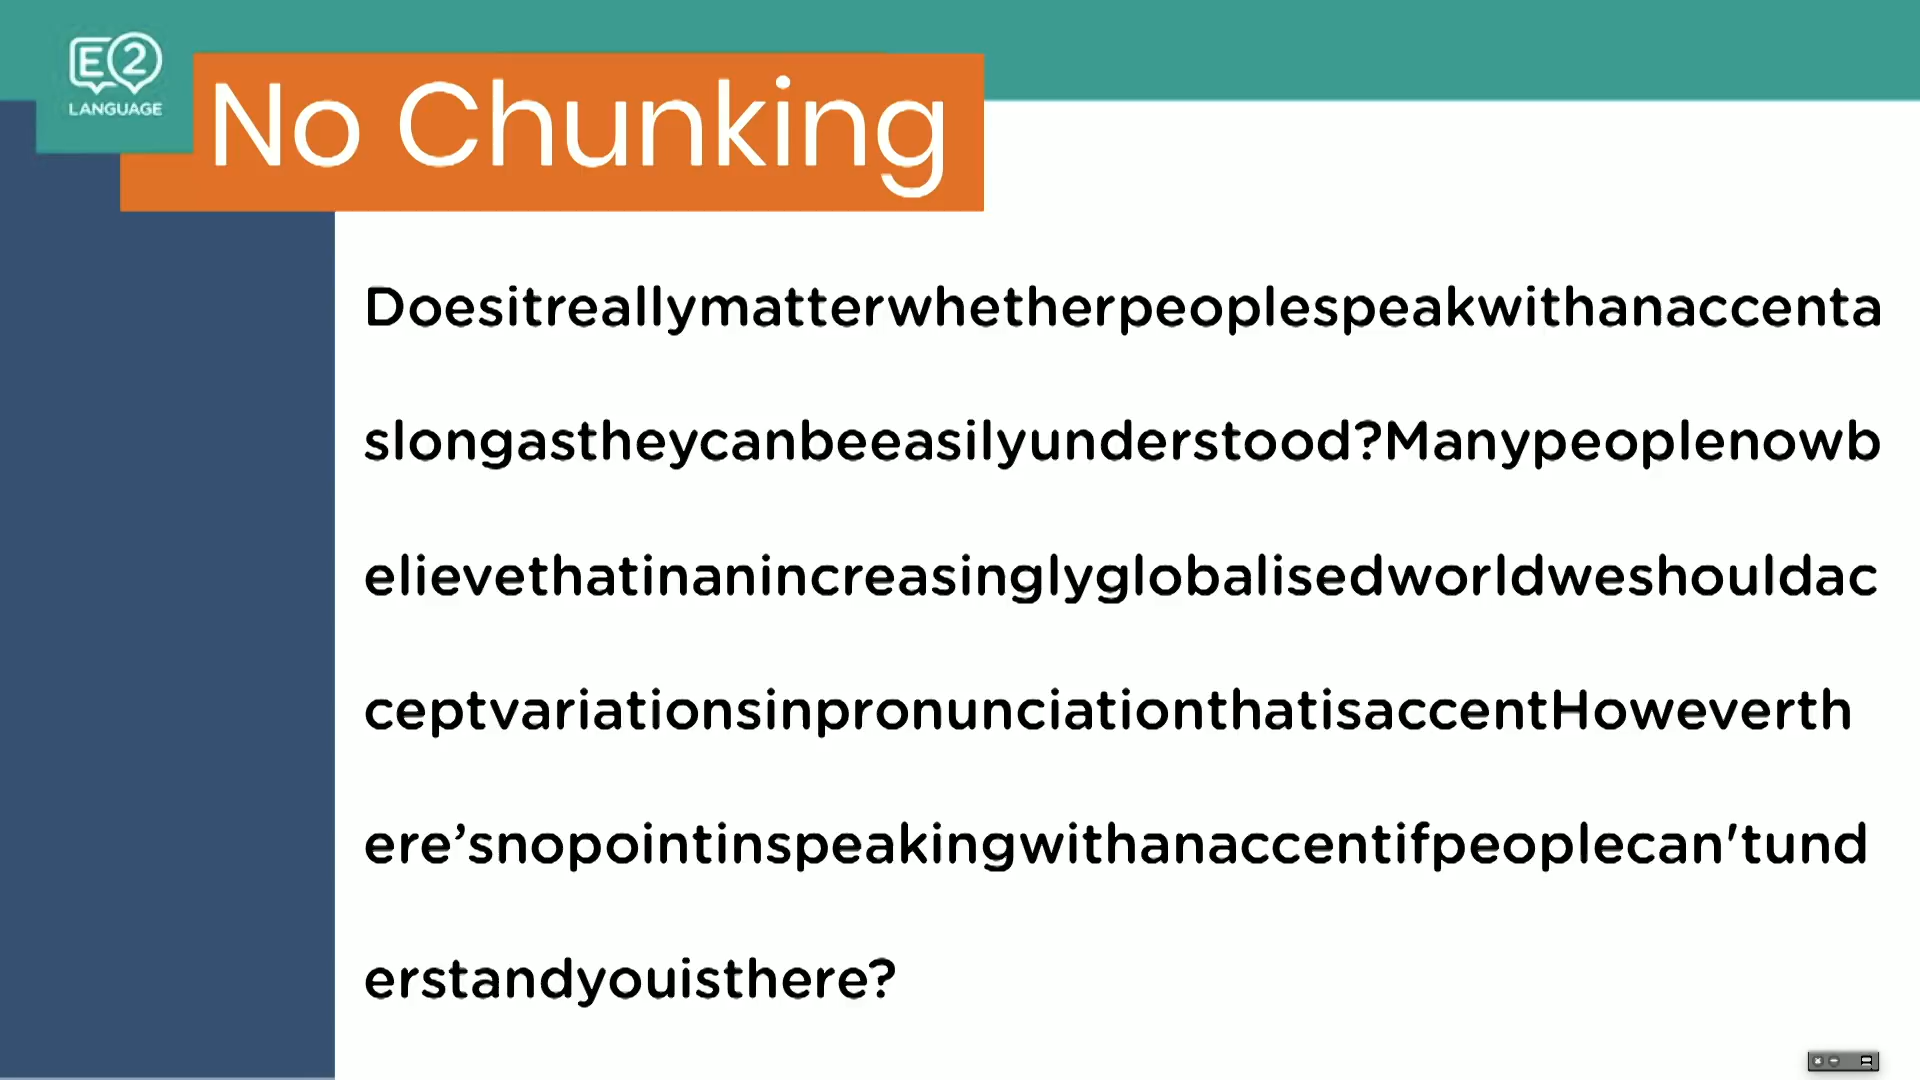 E2
LANGUAGE
No Chunking
Doesitreallymatterwhetherpeoplespeakwithanaccenta
slongastheycanbeeasilyunderstood?Manypeoplenowb
elievethatinanincreasinglyglobalisedworldweshouldac
ceptvariationsinpronunciationthatisaccentHoweverth
ere’snopointinspeakingwithanaccentifpeoplecan'tund
erstandyouisthere?